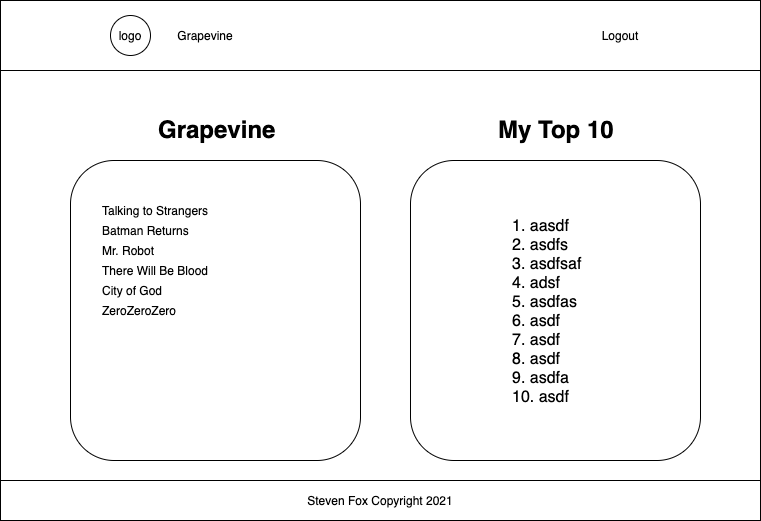 logo
Grapevine
Logout
Grapevine
Talking to Strangers
Batman Returns
Mr. Robot
There Will Be Blood
City of God
ZeroZeroZero
My Top 10
1. aasdf
2. asdfs
3. asdfsaf
4. adsf
5. asdfas
6. asdf
7. asdf
8. asdf
9. asdfa
10. asdf
Steven Fox Copyright 2021